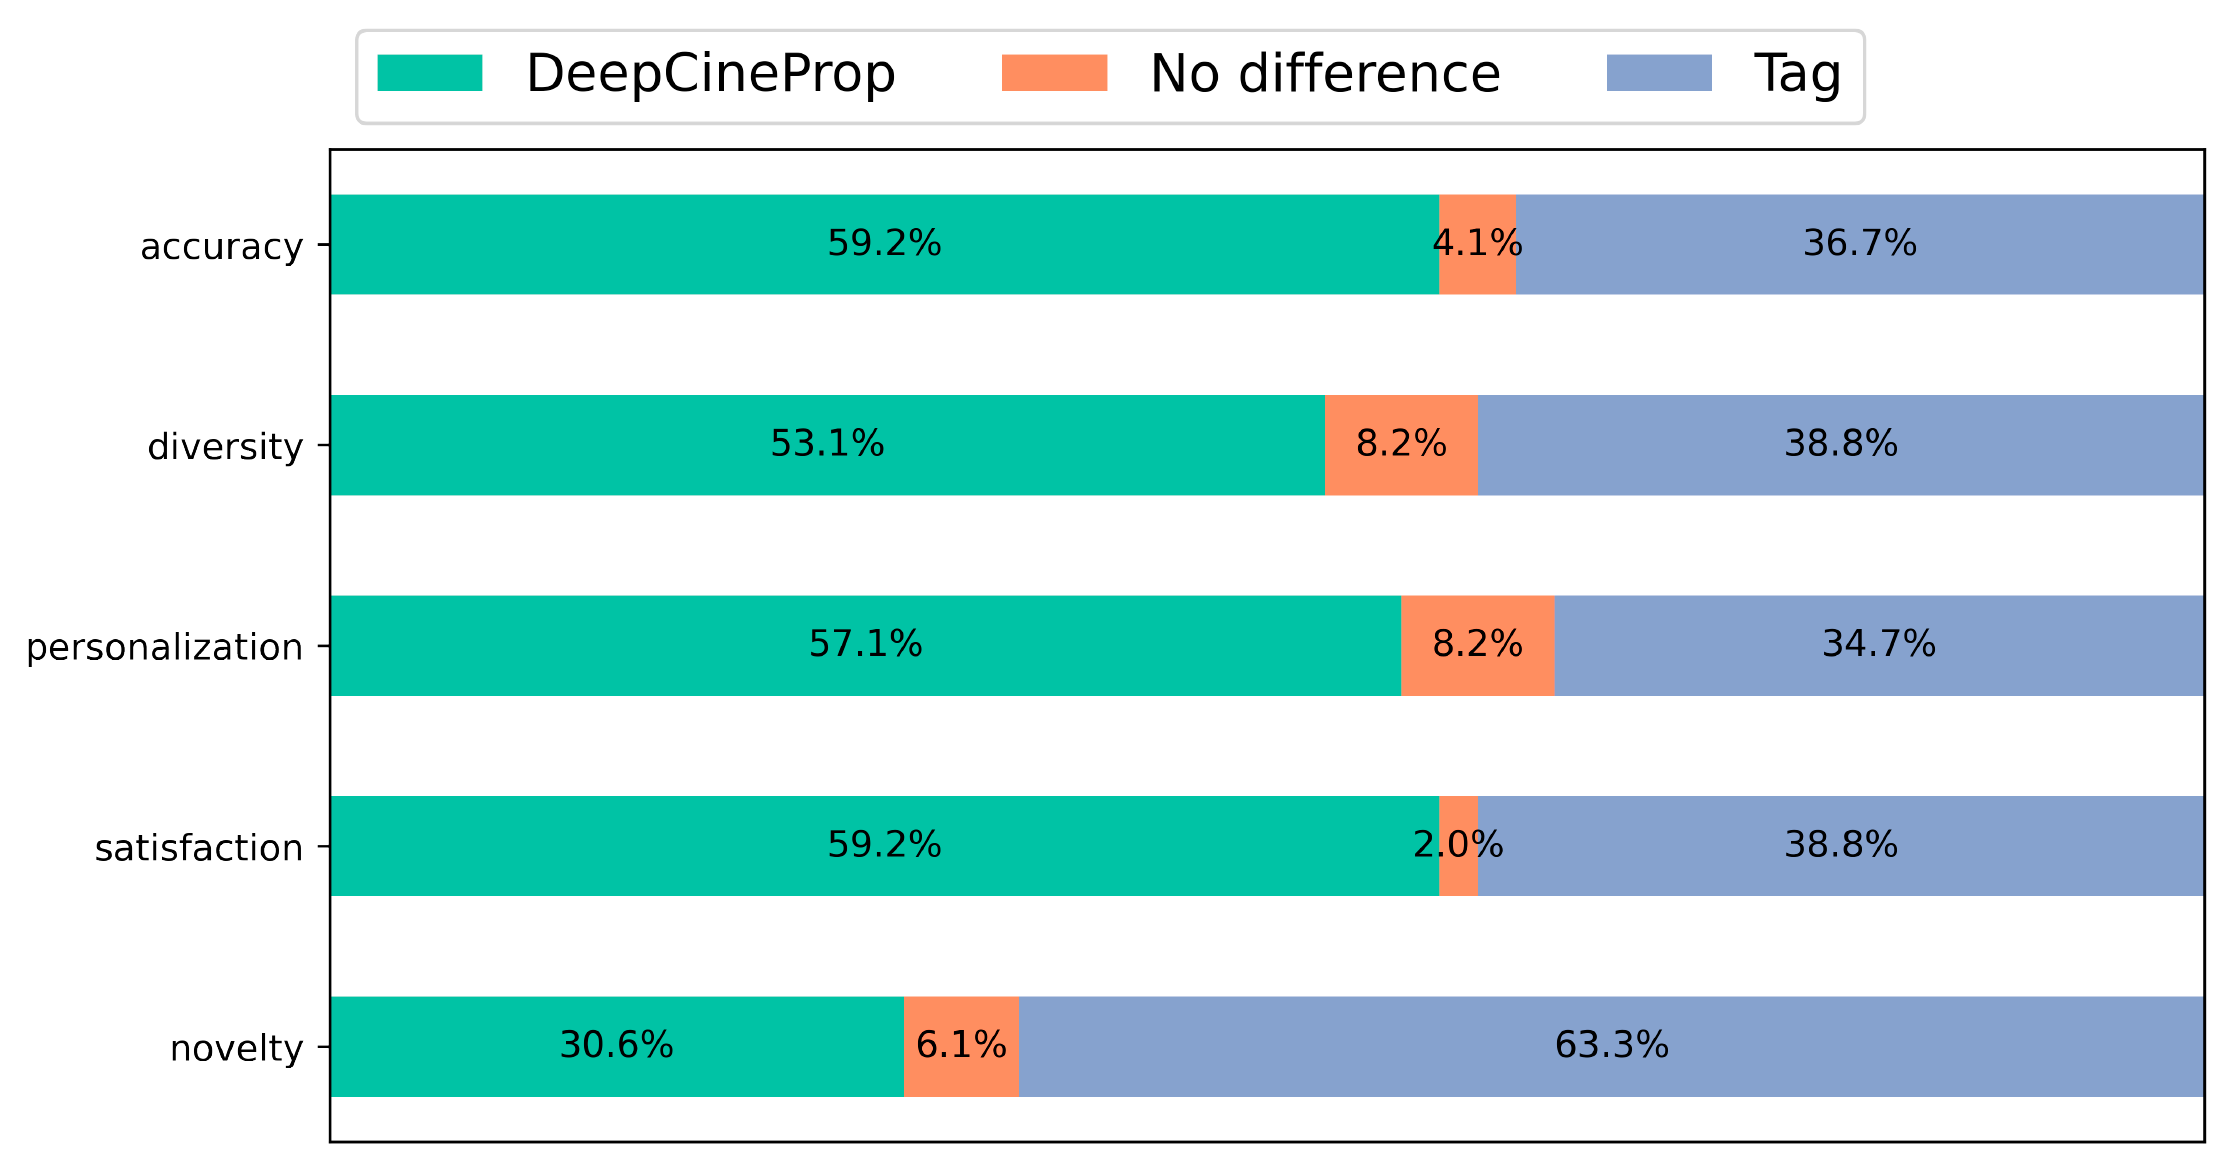 DeepCineProp No difference Tag
accuracy 59.2% 4.1% 36.7%
diversity 53.1% 8.2% 38.8%
personalization 57.1% 8.2% 34.7%
satisfaction 59.2% 2.0% 38.8%
novelty 30.6% 6.1% 63.3%